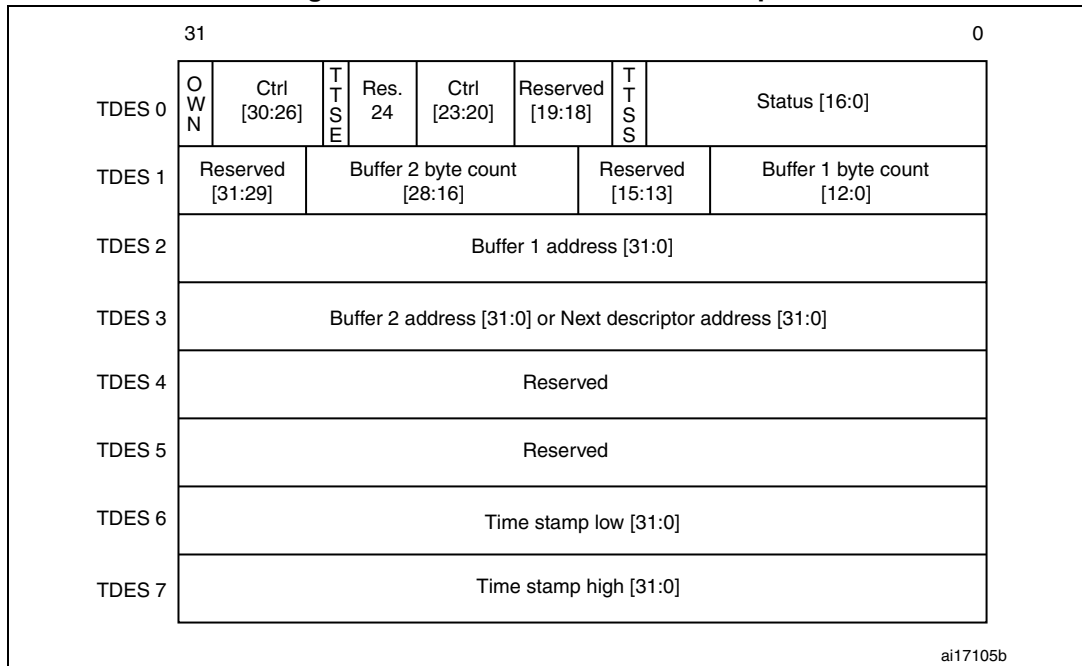 31 0
TDES 0
OWN
Ctrl
[30:26]
TTSE
Res.
24
Ctrl
[23:20]
Reserved
[19:18]
TTSS
Status [16:0]
TDES 1
Reserved
[31:29]
Buffer 2 byte count
[28:16]
Reserved
[15:13]
Buffer 1 byte count
[12:0]
TDES 2
Buffer 1 address [31:0]
TDES 3
Buffer 2 address [31:0] or Next descriptor address [31:0]
TDES 4
Reserved
TDES 5
Reserved
TDES 6
Time stamp low [31:0]
TDES 7
Time stamp high [31:0]
ai17105b